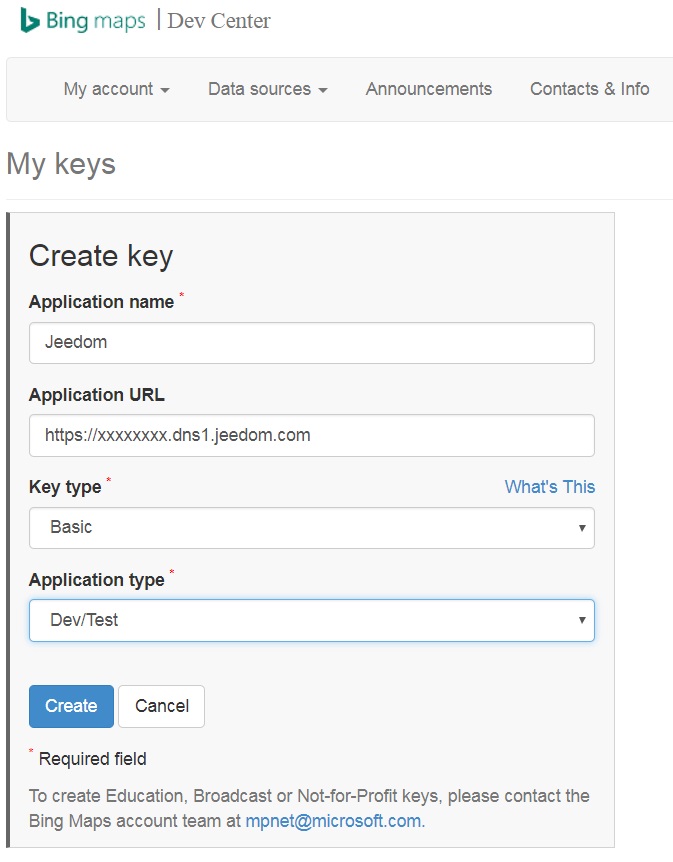 Bing maps | Dev Center
My account Data sources Announcements Contacts & Info
My keys
Create key
Application name *
Jeedom
Application URL
https://xxxxxxxx.dns1.jeedom.com
Key type * What's This
Basic
Application type *
Dev/Test
Create Cancel
* Required field
To create Education, Broadcast or Not-for-Profit keys, please contact the
Bing Maps account team at mpnet@microsoft.com.